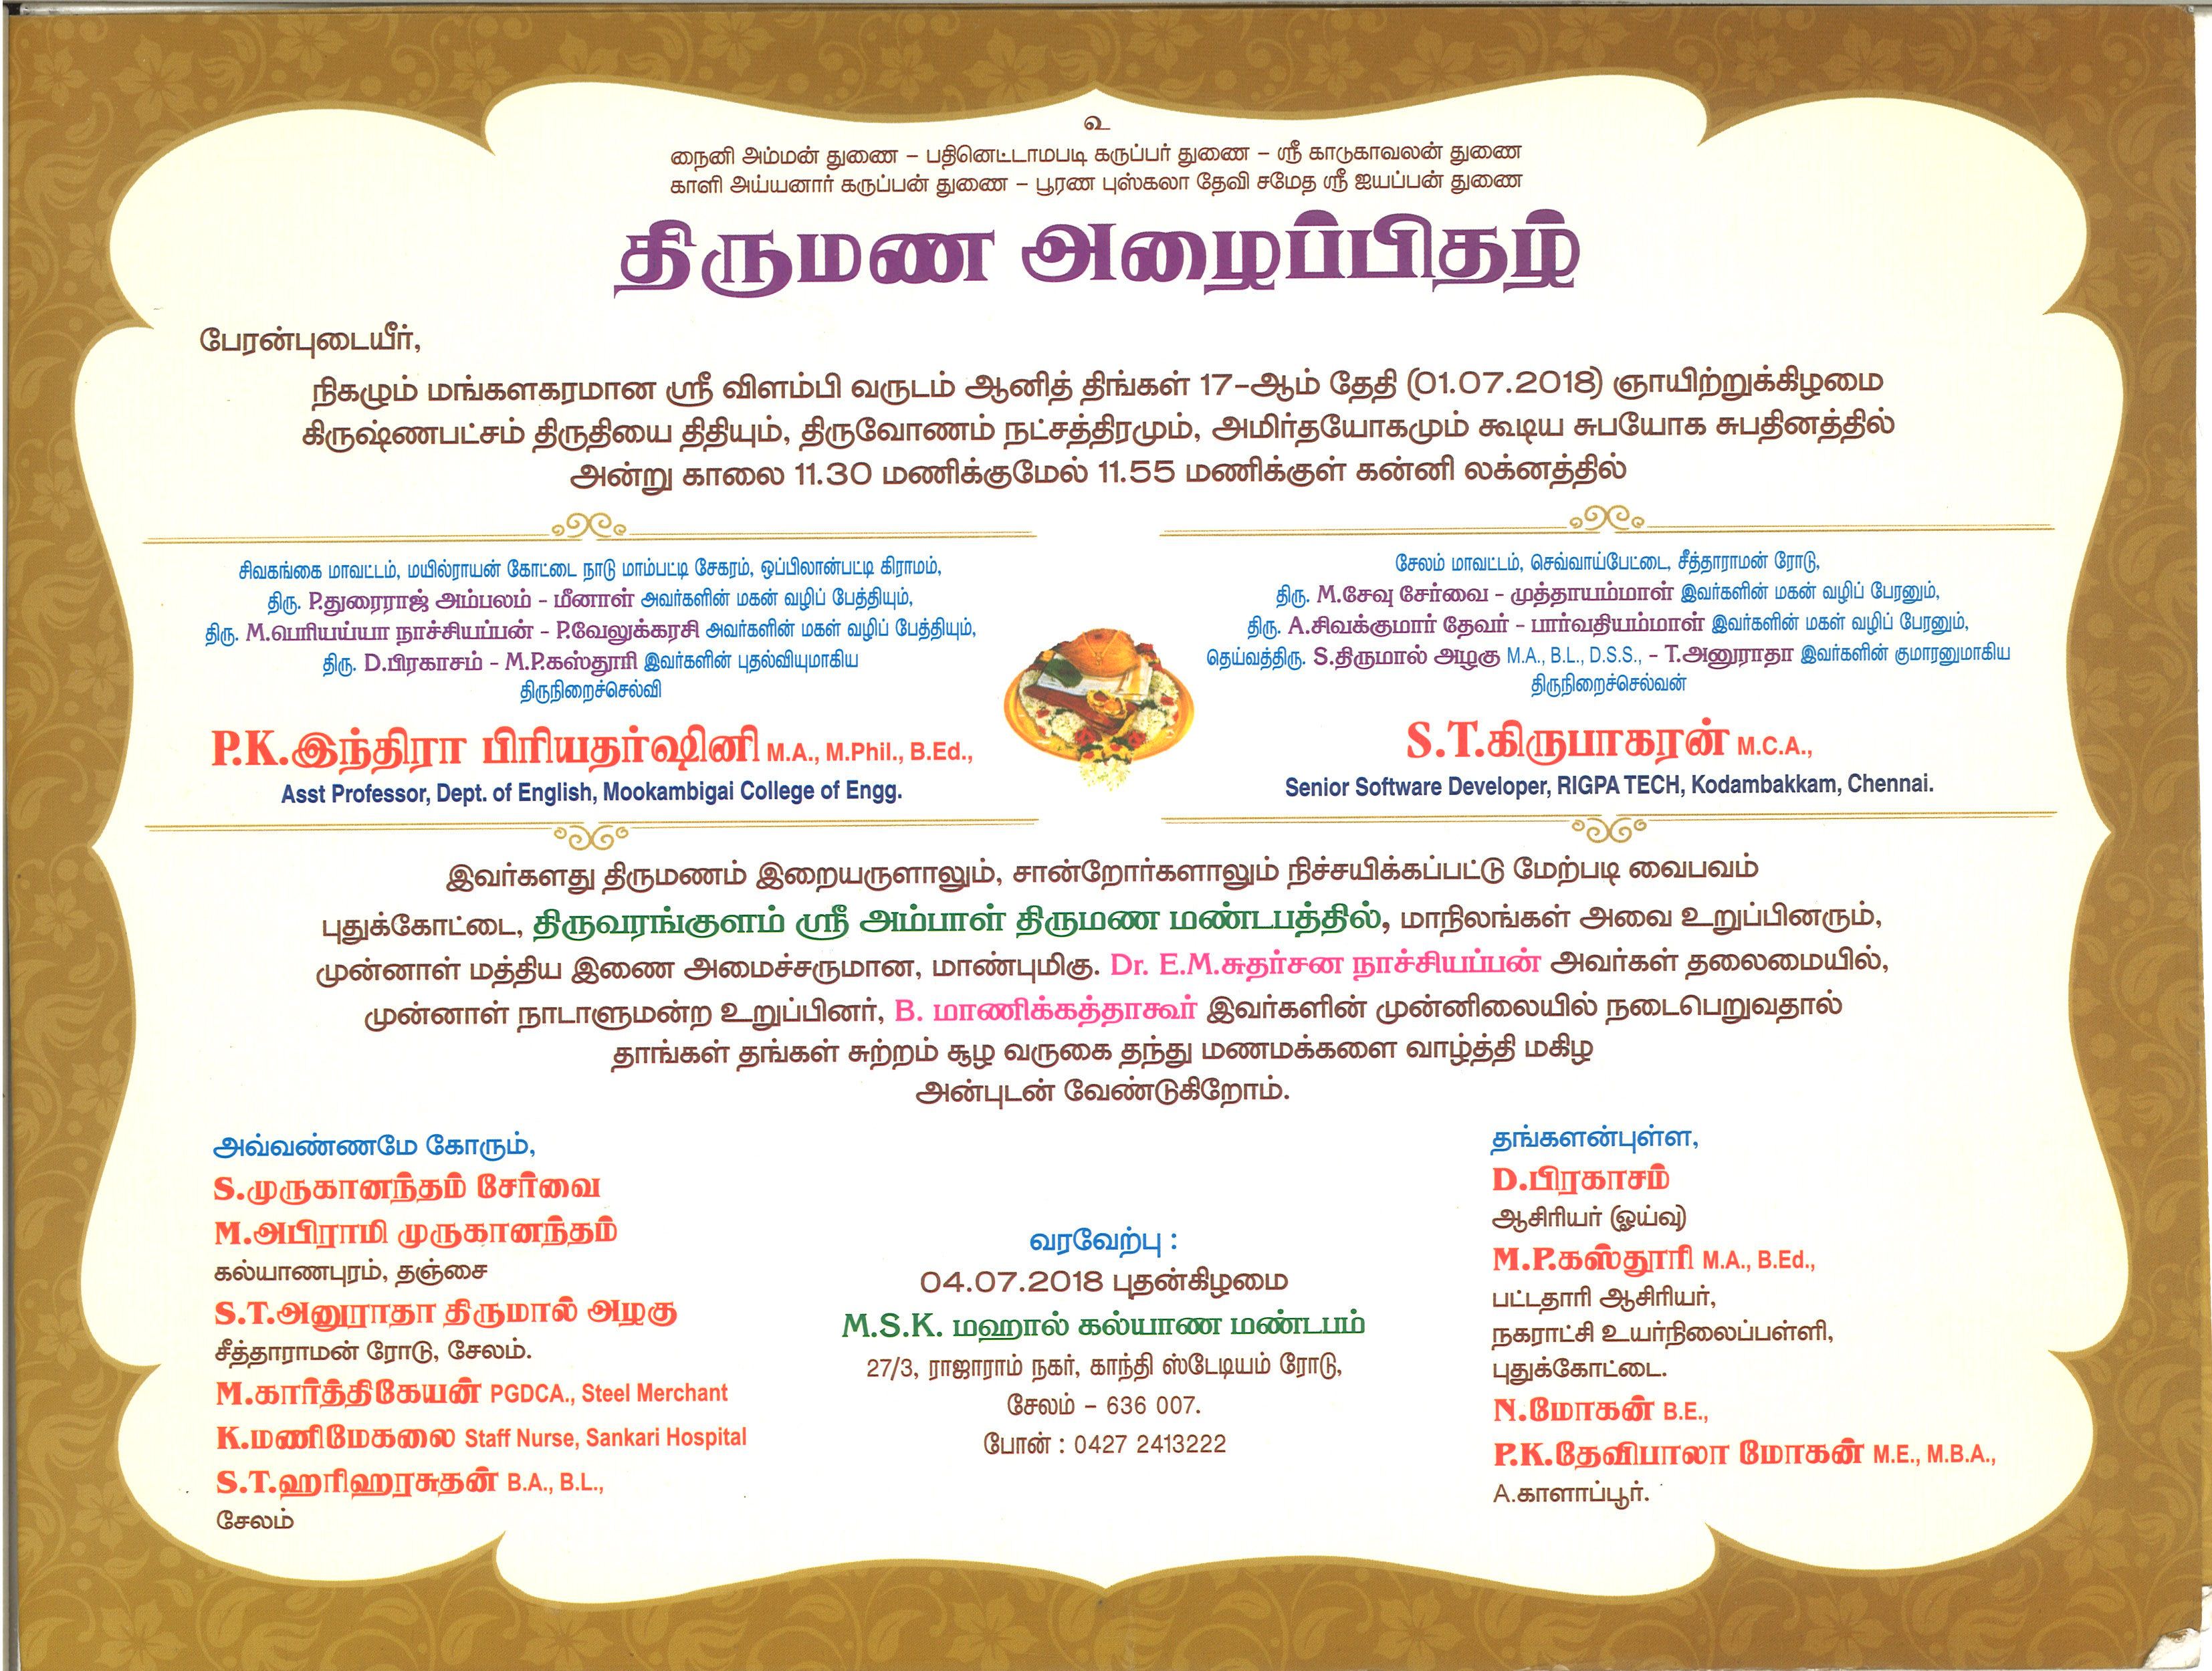 உ
நைனி அம்மன் துணை – பதினெட்டாமபடி கருப்பர் துணை – ஸ்ரீ காடுகாவலன் துணை
காளி அய்யனார் கருப்பன் துணை – பூரண புஸ்கலா தேவி சமேத ஸ்ரீ ஐயப்பன் துணை
திருமண அழைப்பிதழ்
பேரன்புடையீர்,
நிகழும் மங்களகரமான ஸ்ரீ விளம்பி வருடம் ஆனித் திங்கள் 17-ஆம் தேதி (01.07.2018) ஞாயிற்றுக்கிழமை
கிருஷ்ணபட்சம் திருதியை திதியும், திருவோணம் நட்சத்திரமும், அமிர்தயோகமும் கூடிய சுபயோக சுபதினத்தில்
அன்று காலை 11.30 மணிக்குமேல் 11.55 மணிக்குள் கன்னி லக்னத்தில்
சிவகங்கை மாவட்டம், மயில்ராயன் கோட்டை நாடு மாம்பட்டி சேகரம், ஒப்பிலான்பட்டி கிராமம்,
திரு. P.துரைராஜ் அம்பலம் - மீனாள் அவர்களின் மகன் வழிப் பேத்தியும்,
திரு. M.பெரியய்யா நாச்சியப்பன் - P.வேலுக்கரசி அவர்களின் மகள் வழிப் பேத்தியும்,
திரு. D.பிரகாசம் - M.P.கஸ்தூரி இவர்களின் புதல்வியுமாகிய
திருநிறைச்செல்வி
P.K.இந்திரா பிரியதர்ஷினி M.A., M.Phil., B.Ed.,
Asst Professor, Dept. of English, Mookambigai College of Engg.
சேலம் மாவட்டம், செவ்வாய்பேட்டை, சீத்தாராமன் ரோடு,
திரு. M.சேவு சேர்வை - முத்தாயம்மாள் இவர்களின் மகன் வழிப் பேரனும்,
திரு. A.சிவக்குமார் தேவர் - பார்வதியம்மாள் இவர்களின் மகள் வழிப் பேரனும்,
தெய்வத்திரு. S.திருமால் அழகு M.A., B.L., D.S.S., - T.அனுராதா இவர்களின் குமாரனுமாகிய
திருநிறைச்செல்வன்
S.T.கிருபாகரன் M.C.A.,
Senior Software Developer, RIGPA TECH, Kodambakkam, Chennai.
இவர்களது திருமணம் இறையருளாலும், சான்றோர்களாலும் நிச்சயிக்கப்பட்டு மேற்படி வைபவம்
புதுக்கோட்டை, திருவரங்குளம் ஸ்ரீ அம்பாள் திருமண மண்டபத்தில், மாநிலங்கள் அவை உறுப்பினரும்,
முன்னாள் மத்திய இணை அமைச்சருமான, மாண்புமிகு. Dr. E.M.சுதர்சன நாச்சியப்பன் அவர்கள் தலைமையில்,
முன்னாள் நாடாளுமன்ற உறுப்பினர், B. மாணிக்கத்தாகூர் இவர்களின் முன்னிலையில் நடைபெறுவதால்
தாங்கள் தங்கள் சுற்றம் சூழ வருகை தந்து மணமக்களை வாழ்த்தி மகிழ
அன்புடன் வேண்டுகிறோம்.
அவ்வண்ணமே கோரும்,
S.முருகானந்தம் சேர்வை
M.அபிராமி முருகானந்தம்
கல்யாணபுரம், தஞ்சை
S.T.அனுராதா திருமால் அழகு
சீத்தாராமன் ரோடு, சேலம்.
M.கார்த்திகேயன் PGDCA., Steel Merchant
K.மணிமேகலை Staff Nurse, Sankari Hospital
S.T.ஹரிஹரசுதன் B.A., B.L.,
சேலம்
வரவேற்பு :
04.07.2018 புதன்கிழமை
M.S.K. மஹால் கல்யாண மண்டபம்
27/3, ராஜாராம் நகர், காந்தி ஸ்டேடியம் ரோடு,
சேலம் – 636 007.
போன் : 0427 2413222
தங்களன்புள்ள,
D.பிரகாசம்
ஆசிரியர் (ஓய்வு)
M.P.கஸ்தூரி M.A., B.Ed.,
பட்டதாரி ஆசிரியர்,
நகராட்சி உயர்நிலைப்பள்ளி,
புதுக்கோட்டை.
N.மோகன் B.E.,
P.K.தேவிபாலா மோகன் M.E., M.B.A.,
A.காளாப்பூர்.